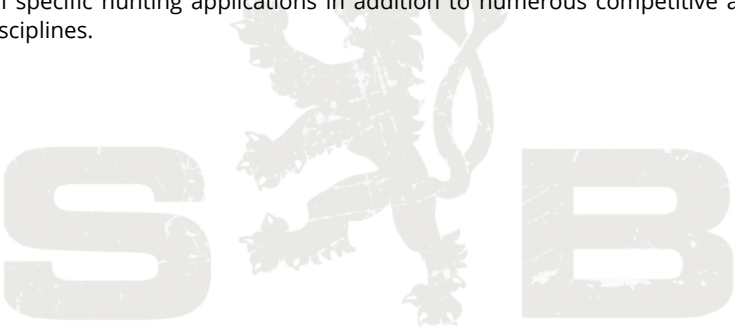 specific hunting applications in addition to numerous competitive
sciplines.
S B